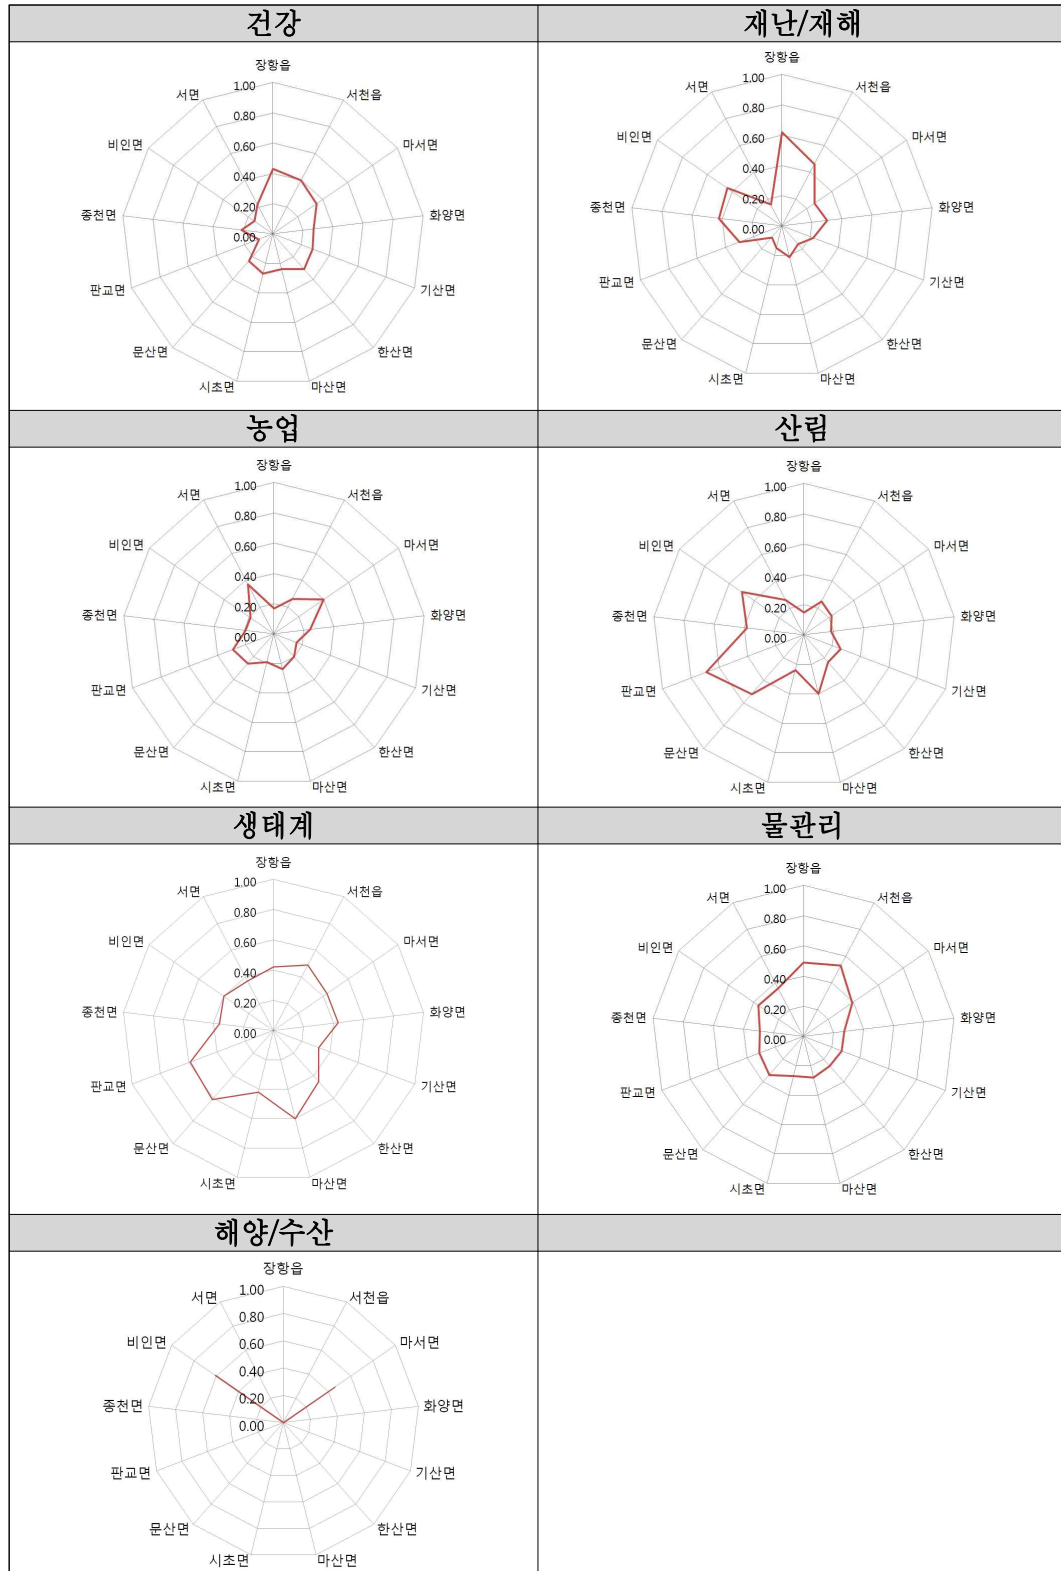 건강
재난/재해
장항읍
1.00
서면
서천읍
0.80
비인면
마서면
0.60
0.40
종천면
0.20
화양면
0.00
판교면
기산면
문산면
한산면
시초면
마산면
장항읍
1.00
서면
서천읍
0.80
비인면
마서면
0.60
0.40
종천면
0.20
화양면
0.00
판교면
기산면
문산면
한산면
시초면
마산면
농업
산림
장항읍
1.00
서면
서천읍
0.80
비인면
마서면
0.60
0.40
종천면
0.20
화양면
0.00
판교면
기산면
문산면
한산면
시초면
마산면
장항읍
1.00
서면
서천읍
0.80
비인면
마서면
0.60
0.40
종천면
0.20
화양면
0.00
판교면
기산면
문산면
한산면
시초면
마산면
생태계
물관리
장항읍
1.00
서면
서천읍
0.80
비인면
마서면
0.60
0.40
종천면
0.20
화양면
0.00
판교면
기산면
문산면
한산면
시초면
마산면
장항읍
1.00
서면
서천읍
0.80
비인면
마서면
0.60
0.40
종천면
0.20
화양면
0.00
판교면
기산면
문산면
한산면
시초면
마산면
해양/수산
장항읍
1.00
서면
서천읍
0.80
비인면
마서면
0.60
0.40
종천면
0.20
화양면
0.00
판교면
기산면
문산면
한산면
시초면
마산면